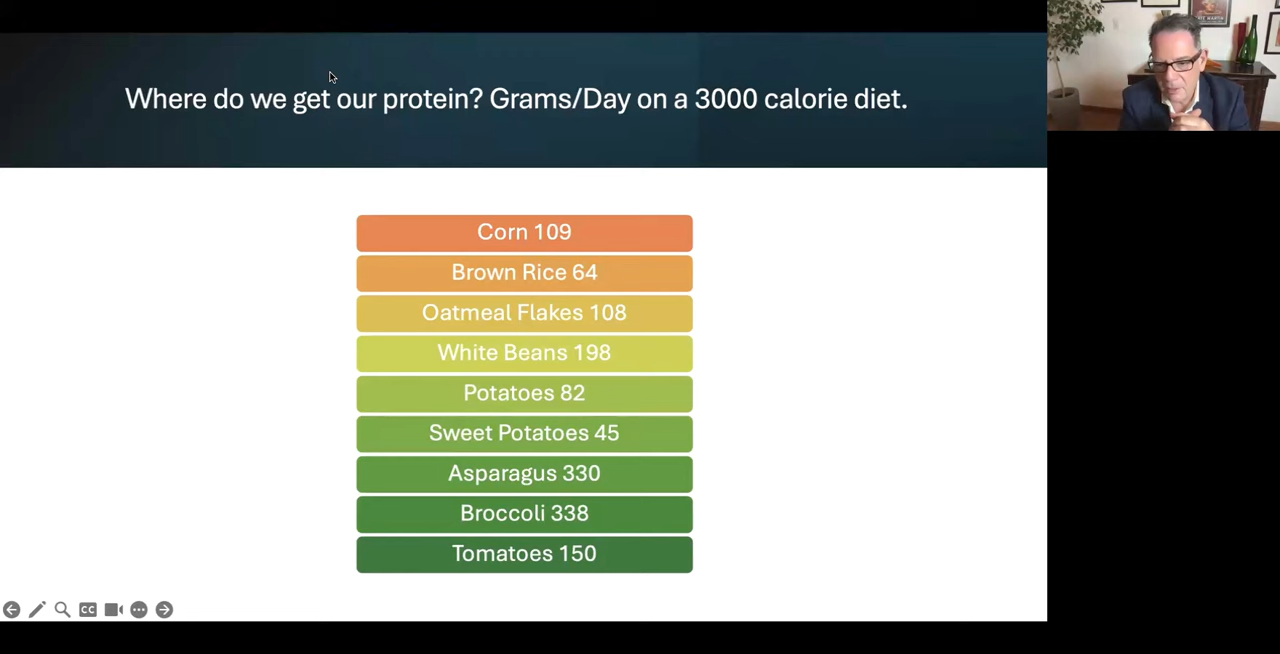 Where do we get our protein? Grams/Day on a 3000 calorie diet.
Corn 109
Brown Rice 64
Oatmeal Flakes 108
White Beans 198
Potatoes 82
Sweet Potatoes 45
Asparagus 330
Broccoli 338
Tomatoes 150
CC